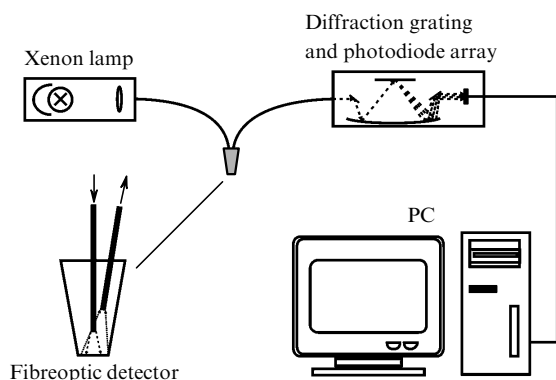 Diffraction grating
and photodiode array
Xenon lamp
PC
Fibreoptic detector